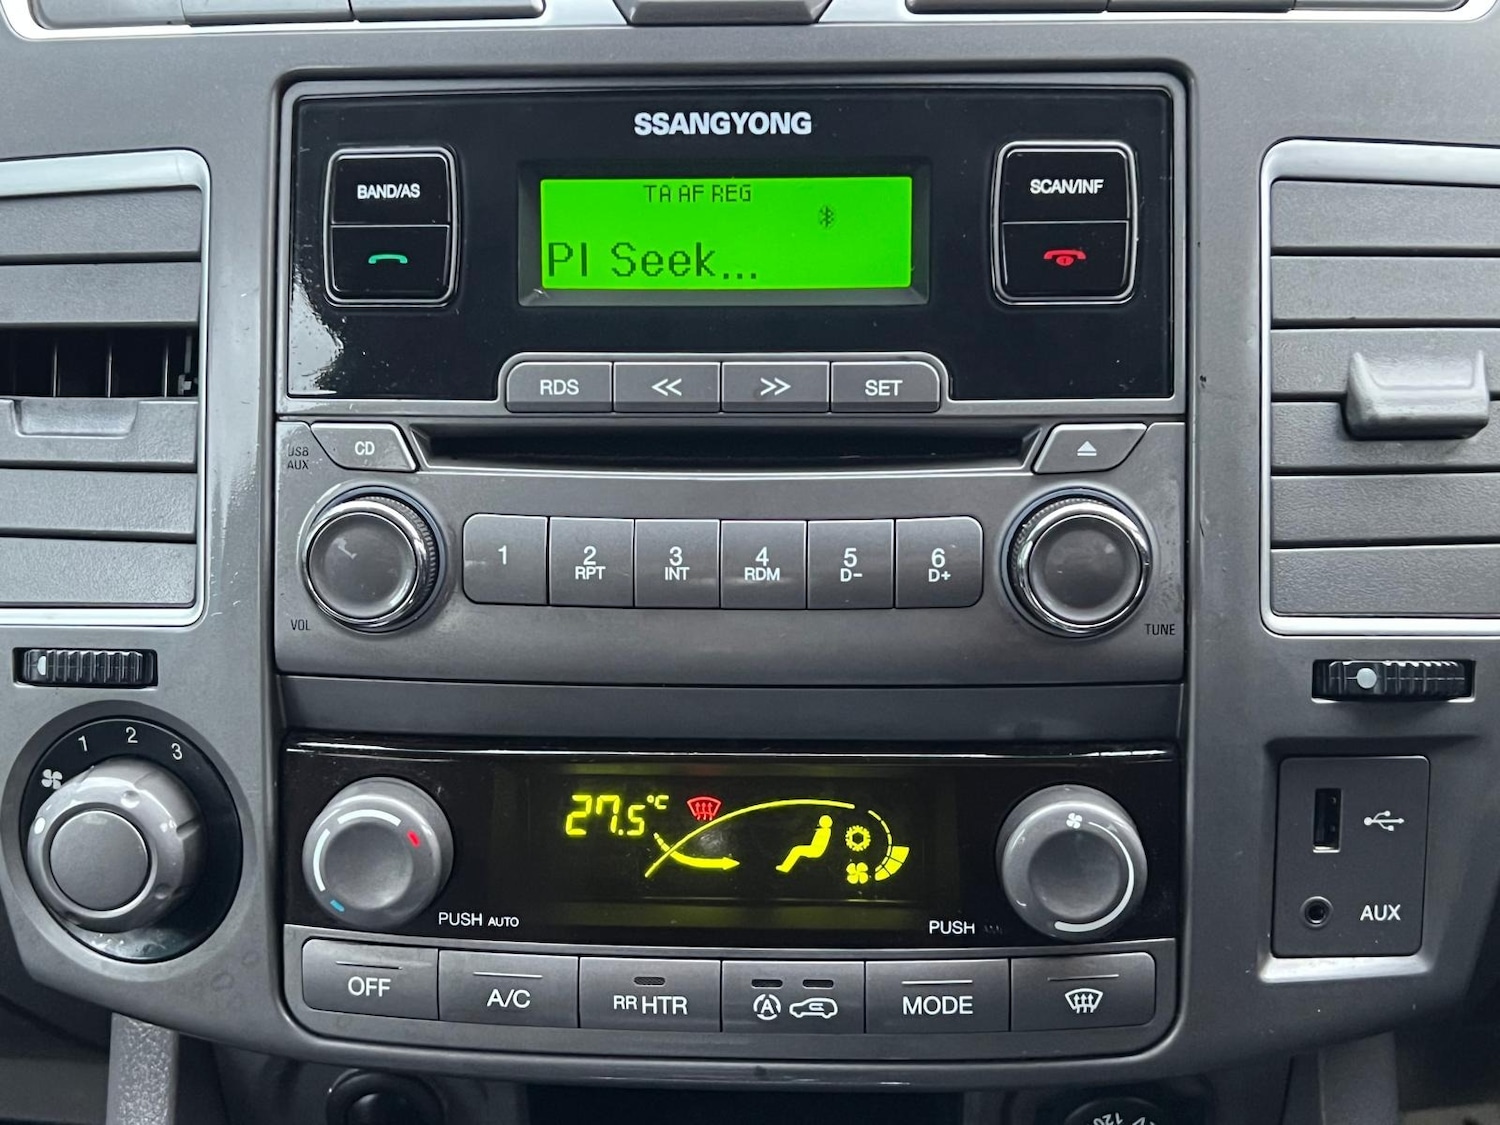 SSANGYONG
BAND/AS
SCAN/INF
TA AF REG
PI Seek...
RDS
SET
USB
AUX
CD
1
2
RPT
3
INT
4
RDM
5
D-
6
D+
VOL
TUNE
1 2 3
27.5°C
PUSH AUTO
PUSH
AUX
OFF
A/C
RR HTR
A
MODE
120